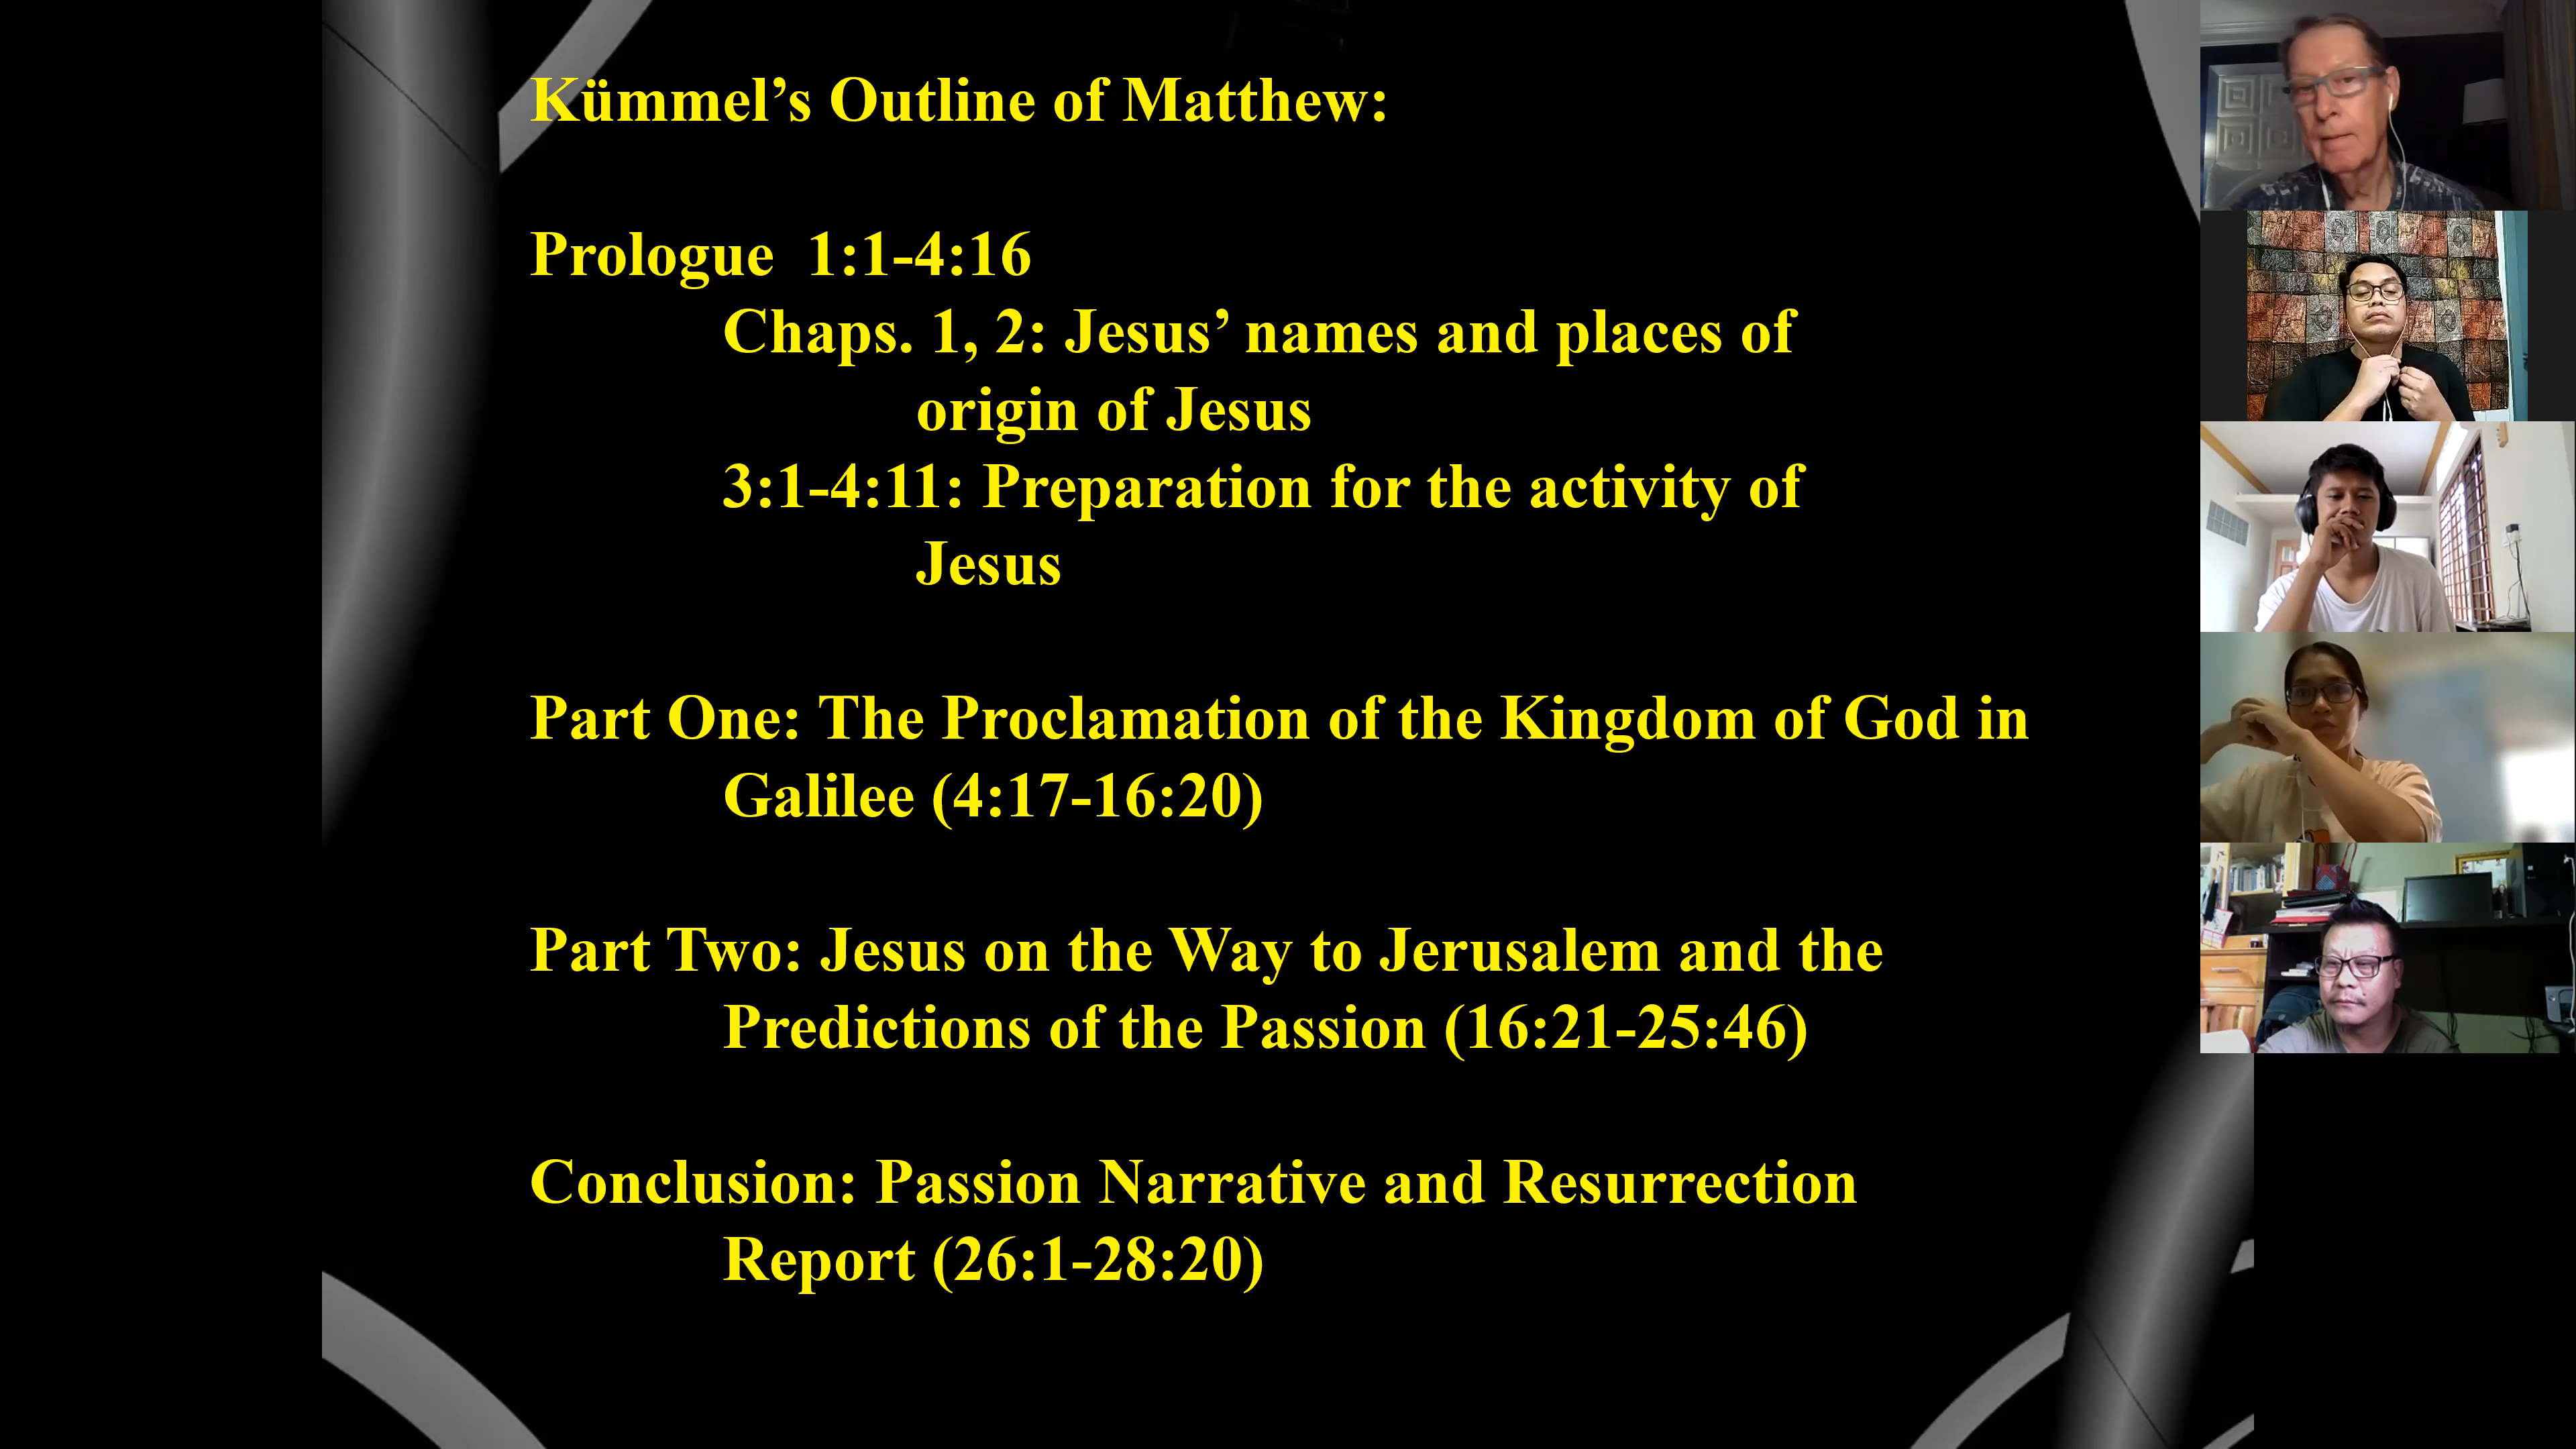 Kümmel’s Outline of Matthew:
Prologue  1:1-4:16
Chaps. 1, 2: Jesus’ names and places of
origin of Jesus
3:1-4:11: Preparation for the activity of
Jesus
Part One: The Proclamation of the Kingdom of God in
Galilee (4:17-16:20)
Part Two: Jesus on the Way to Jerusalem and the
Predictions of the Passion (16:21-25:46)
Conclusion: Passion Narrative and Resurrection
Report (26:1-28:20)